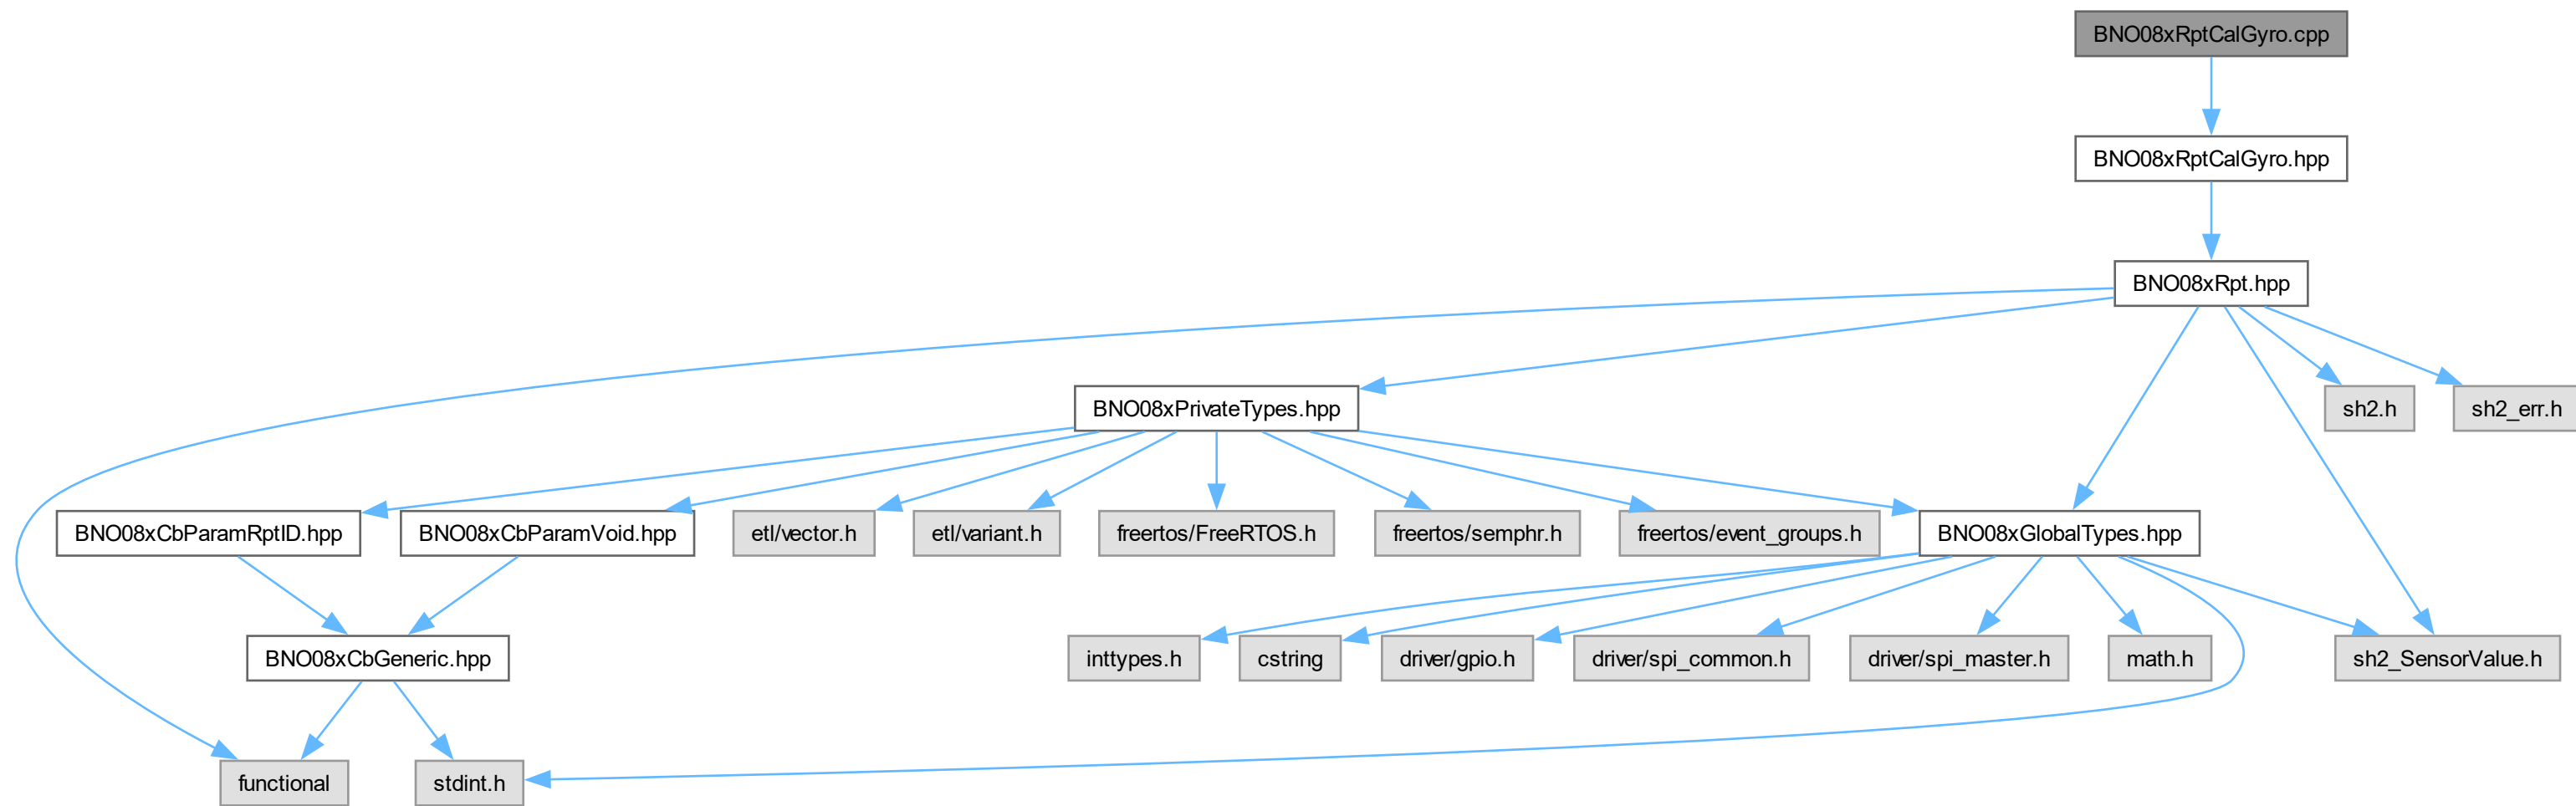 BNO08xRptCalGyro.cpp
BNO08xRptCalGyro.hpp
BNO08xRpt.hpp
BNO08xPrivateTypes.hpp
sh2.h
sh2_err.h
BNO08xCbParamRptID.hpp
BNO08xCbParamVoid.hpp
etl/vector.h
etl/variant.h
freertos/FreeRTOS.h
freertos/semphr.h
freertos/event_groups.h
BNO08xGlobalTypes.hpp
BNO08xCbGeneric.hpp
inttypes.h
cstring
driver/gpio.h
driver/spi_common.h
driver/spi_master.h
math.h
sh2_SensorValue.h
functional
stdint.h